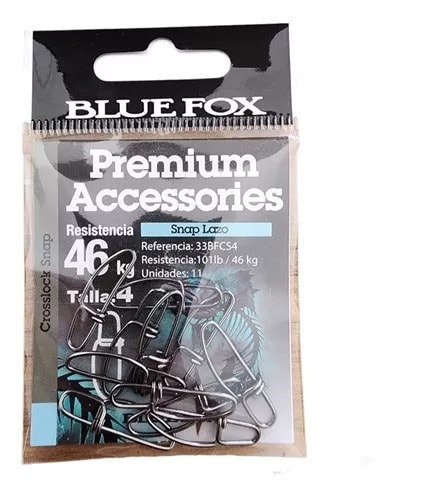 BLUE FOX
Premium
Accessories
Snap Lazo
Resistencia
46 kg
Talla:4
Referencia: 33BFCS4
Resistencia:101lb / 46 kg
Unidades: 11
Crosslock Snap